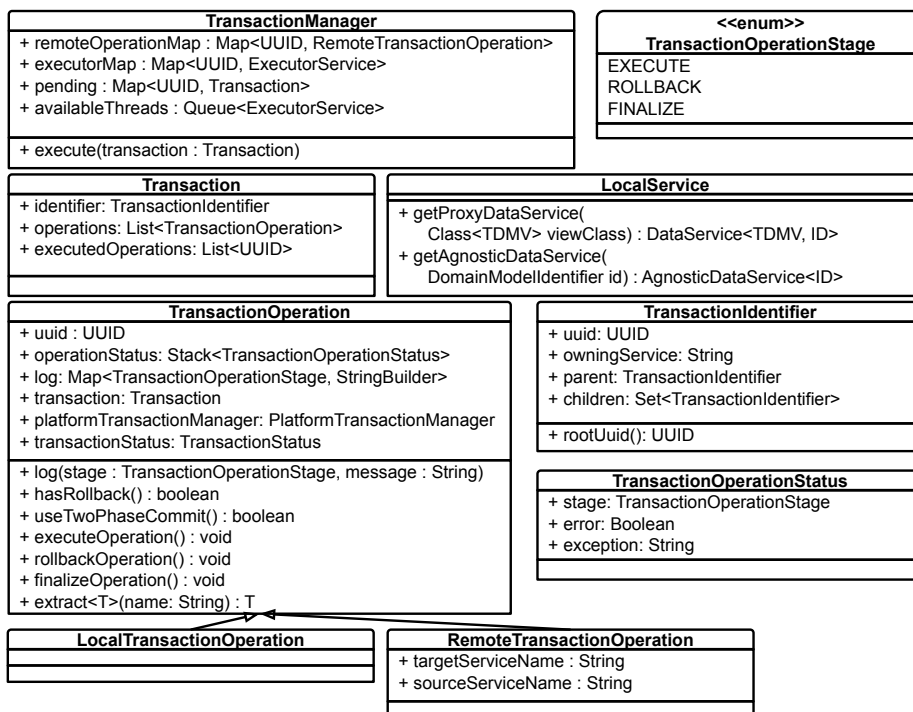 TransactionManager
+ remoteOperationMap : Map<UUID, RemoteTransactionOperation>
+ executorMap : Map<UUID, ExecutorService>
+ pending : Map<UUID, Transaction>
+ availableThreads : Queue<ExecutorService>
+ execute(transaction : Transaction)
<<enum>>
TransactionOperationStage
EXECUTE
ROLLBACK
FINALIZE
Transaction
+ identifier: TransactionIdentifier
+ operations: List<TransactionOperation>
+ executedOperations: List<UUID>
LocalService
+ getProxyDataService(
Class<TDMV> viewClass) : DataService<TDMV, ID>
+ getAgnosticDataService(
DomainModelIdentifier id) : AgnosticDataService<ID>
TransactionOperation
+ uuid : UUID
+ operationStatus: Stack<TransactionOperationStatus>
+ log: Map<TransactionOperationStage, StringBuilder>
+ transaction: Transaction
+ platformTransactionManager: PlatformTransactionManager
+ transactionStatus: TransactionStatus
+ log(stage : TransactionOperationStage, message : String)
+ hasRollback() : boolean
+ useTwoPhaseCommit() : boolean
+ executeOperation() : void
+ rollbackOperation() : void
+ finalizeOperation() : void
+ extract<T>(name: String) : T
TransactionIdentifier
+ uuid: UUID
+ owningService: String
+ parent: TransactionIdentifier
+ children: Set<TransactionIdentifier>
+ rootUuid(): UUID
TransactionOperationStatus
+ stage: TransactionOperationStage
+ error: Boolean
+ exception: String
LocalTransactionOperation
RemoteTransactionOperation
+ targetServiceName : String
+ sourceServiceName : String